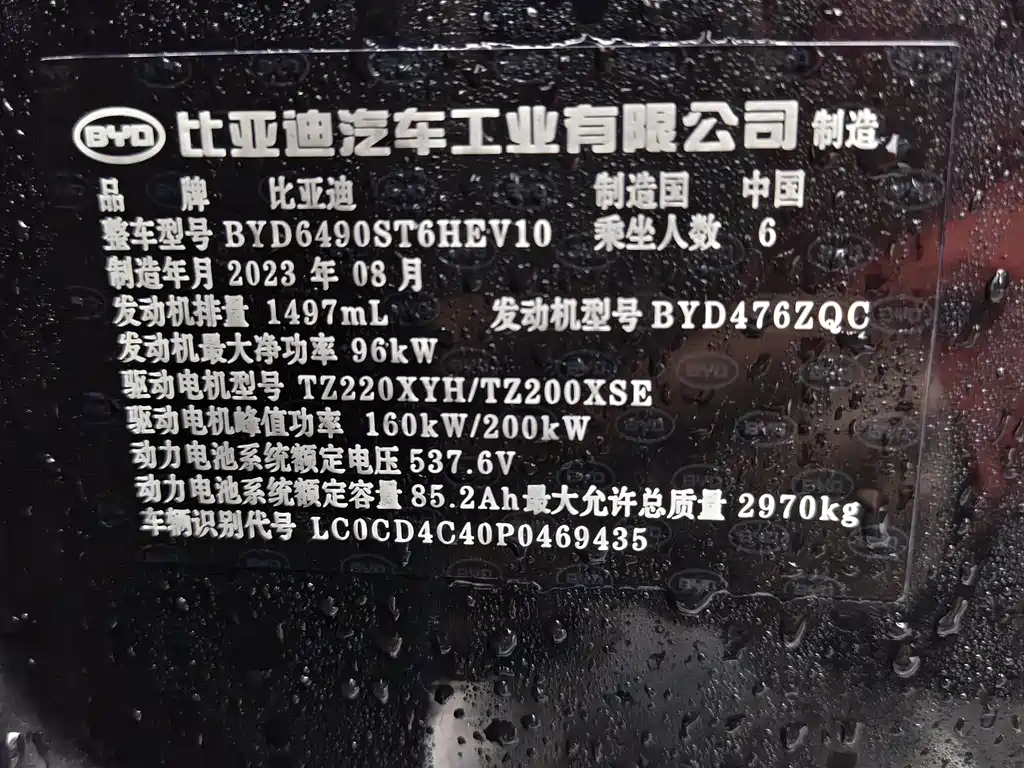 BYD 比亚迪汽车工业有限公司 制造
品 牌 比亚迪 制造国 中国
整车型号 BYD6490ST6HEV10 乘坐人数 6
制造年月 2023 年 08 月
发动机排量 1497mL 发动机型号 BYD476ZQC
发动机最大净功率 96kW
驱动电机型号 TZ220XYH/TZ200XSE
驱动电机峰值功率 160kW/200kW
动力电池系统额定电压 537.6V
动力电池系统额定容量 85.2Ah 最大允许总质量 2970kg
车辆识别代号 LC0CD4C40P0469435